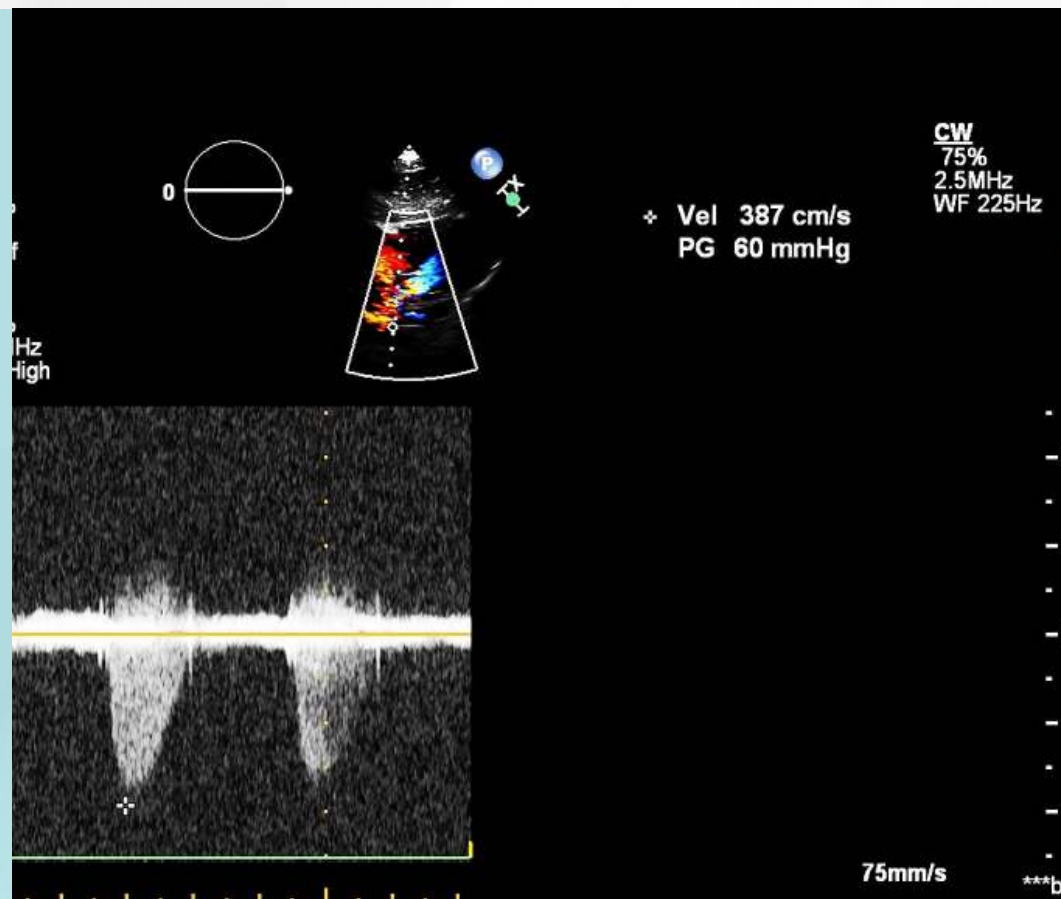 CW
75%
2.5MHz
WF 225Hz
P
0
X
Vel 387 cm/s
PG 60 mmHg
f
Hz
High
75mm/s
***b